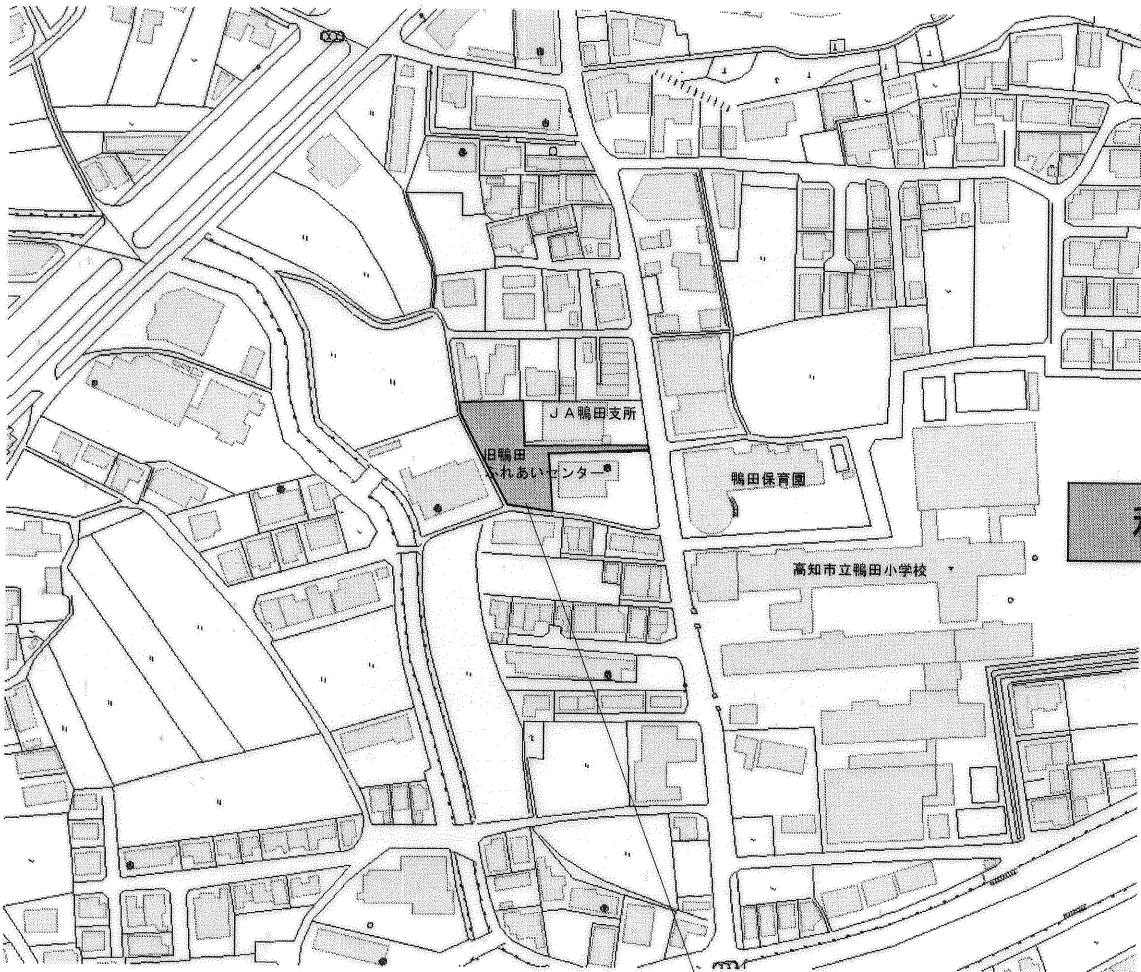 JA鴨田支所
旧鴨田
ふれあいセンター
鴨田保育園
高知市立鴨田小学校